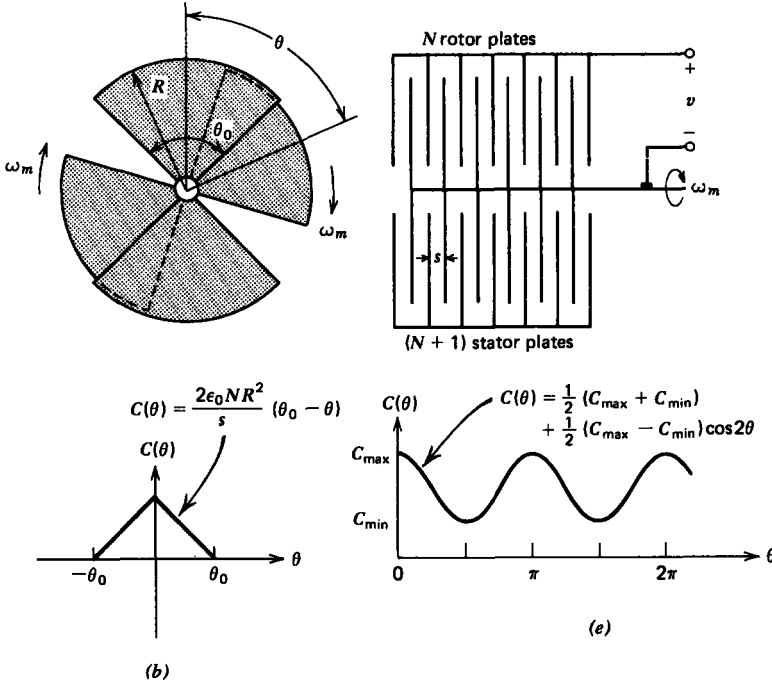 θ
N rotor plates
R
θ₀
+
v
−
ωₘ
ωₘ
ωₘ
s
(N + 1) stator plates
C(θ) = 2ε₀NR²/s (θ₀ − θ)
C(θ)
−θ₀
θ₀
θ
(b)
C(θ)
C(θ) = ½ (Cmax + Cmin)
+ ½ (Cmax − Cmin) cos2θ
Cmax
Cmin
0
π
2π
θ
(e)